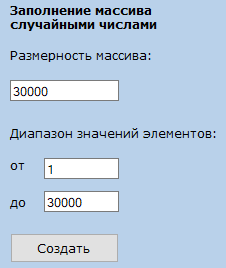 Заполнение массива
случайными числами
Размерность массива:
30000
Диапазон значений элементов:
от 1
до 30000
Создать